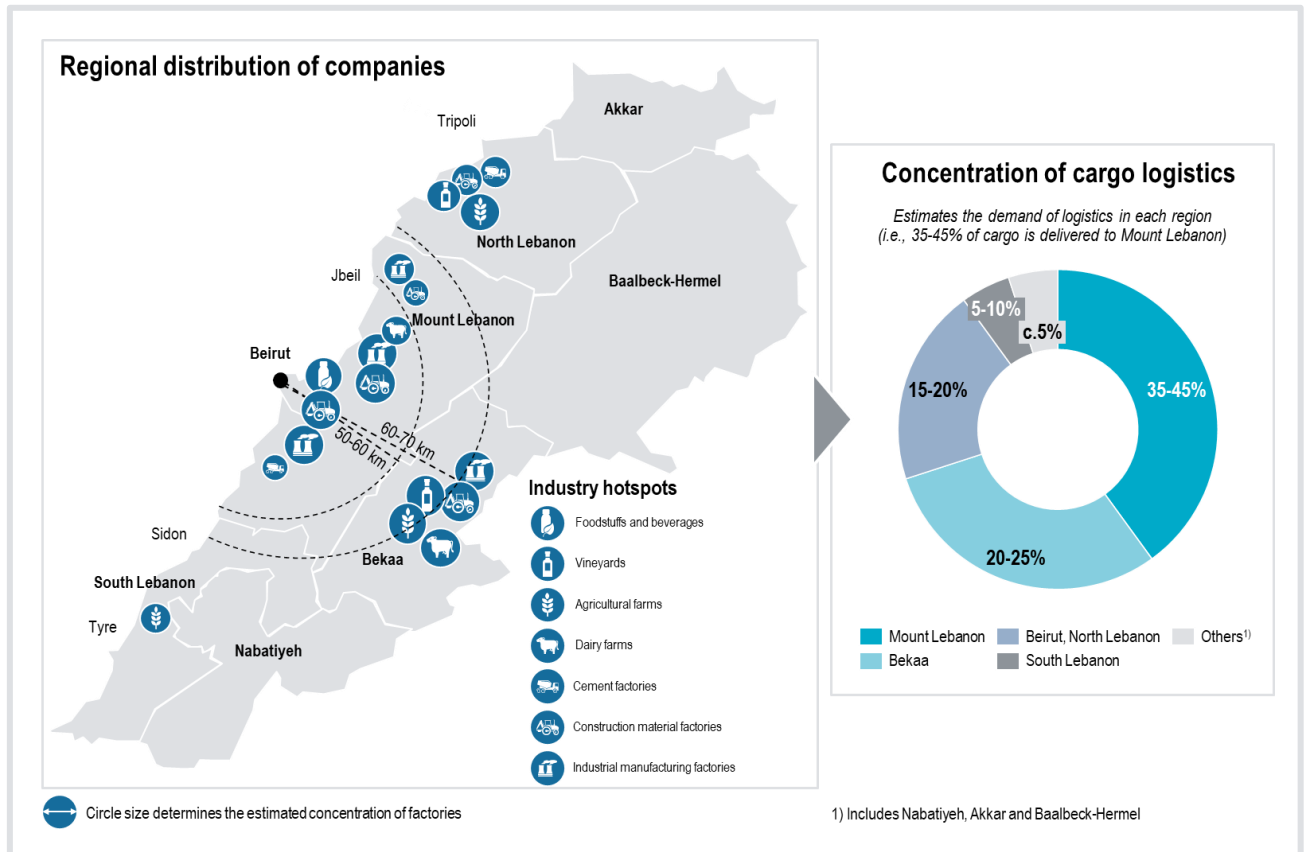 Regional distribution of companies
Akkar
Tripoli
North Lebanon
Baalbeck-Hermel
Jbeil
Mount Lebanon
Beirut
60-70 km
50-60 km
Sidon
Bekaa
South Lebanon
Tyre
Nabatiyeh
Industry hotspots
Foodstuffs and beverages
Vineyards
Agricultural farms
Dairy farms
Cement factories
Construction material factories
Industrial manufacturing factories
Circle size determines the estimated concentration of factories
Concentration of cargo logistics
Estimates the demand of logistics in each region
(i.e., 35-45% of cargo is delivered to Mount Lebanon)
5-10%
c.5%
15-20%
35-45%
20-25%
Mount Lebanon
Beirut, North Lebanon
Others1)
Bekaa
South Lebanon
1) Includes Nabatiyeh, Akkar and Baalbeck-Hermel